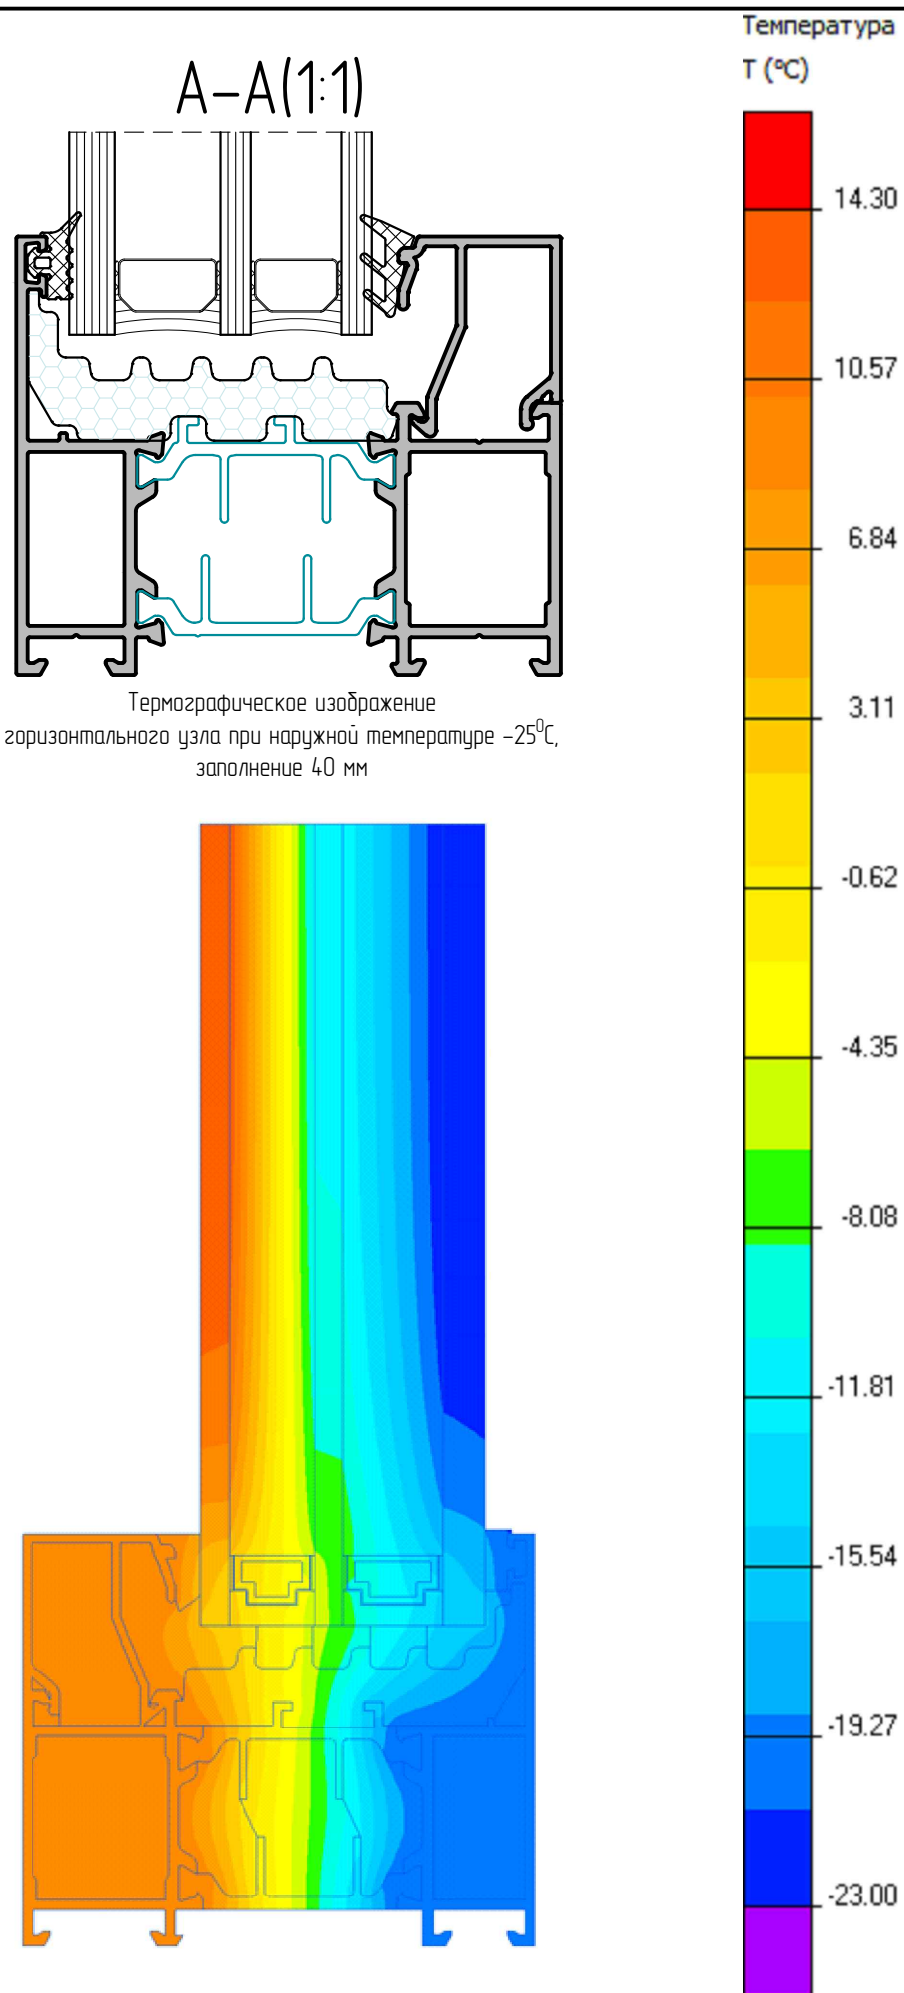 Температура
T (°C)
А-А(1:1)
14.30
10.57
6.84
3.11
-0.62
-4.35
-8.08
-11.81
-15.54
-19.27
-23.00
Термографическое изображение
горизонтального узла при наружной температуре -25⁰С,
заполнение 40 мм